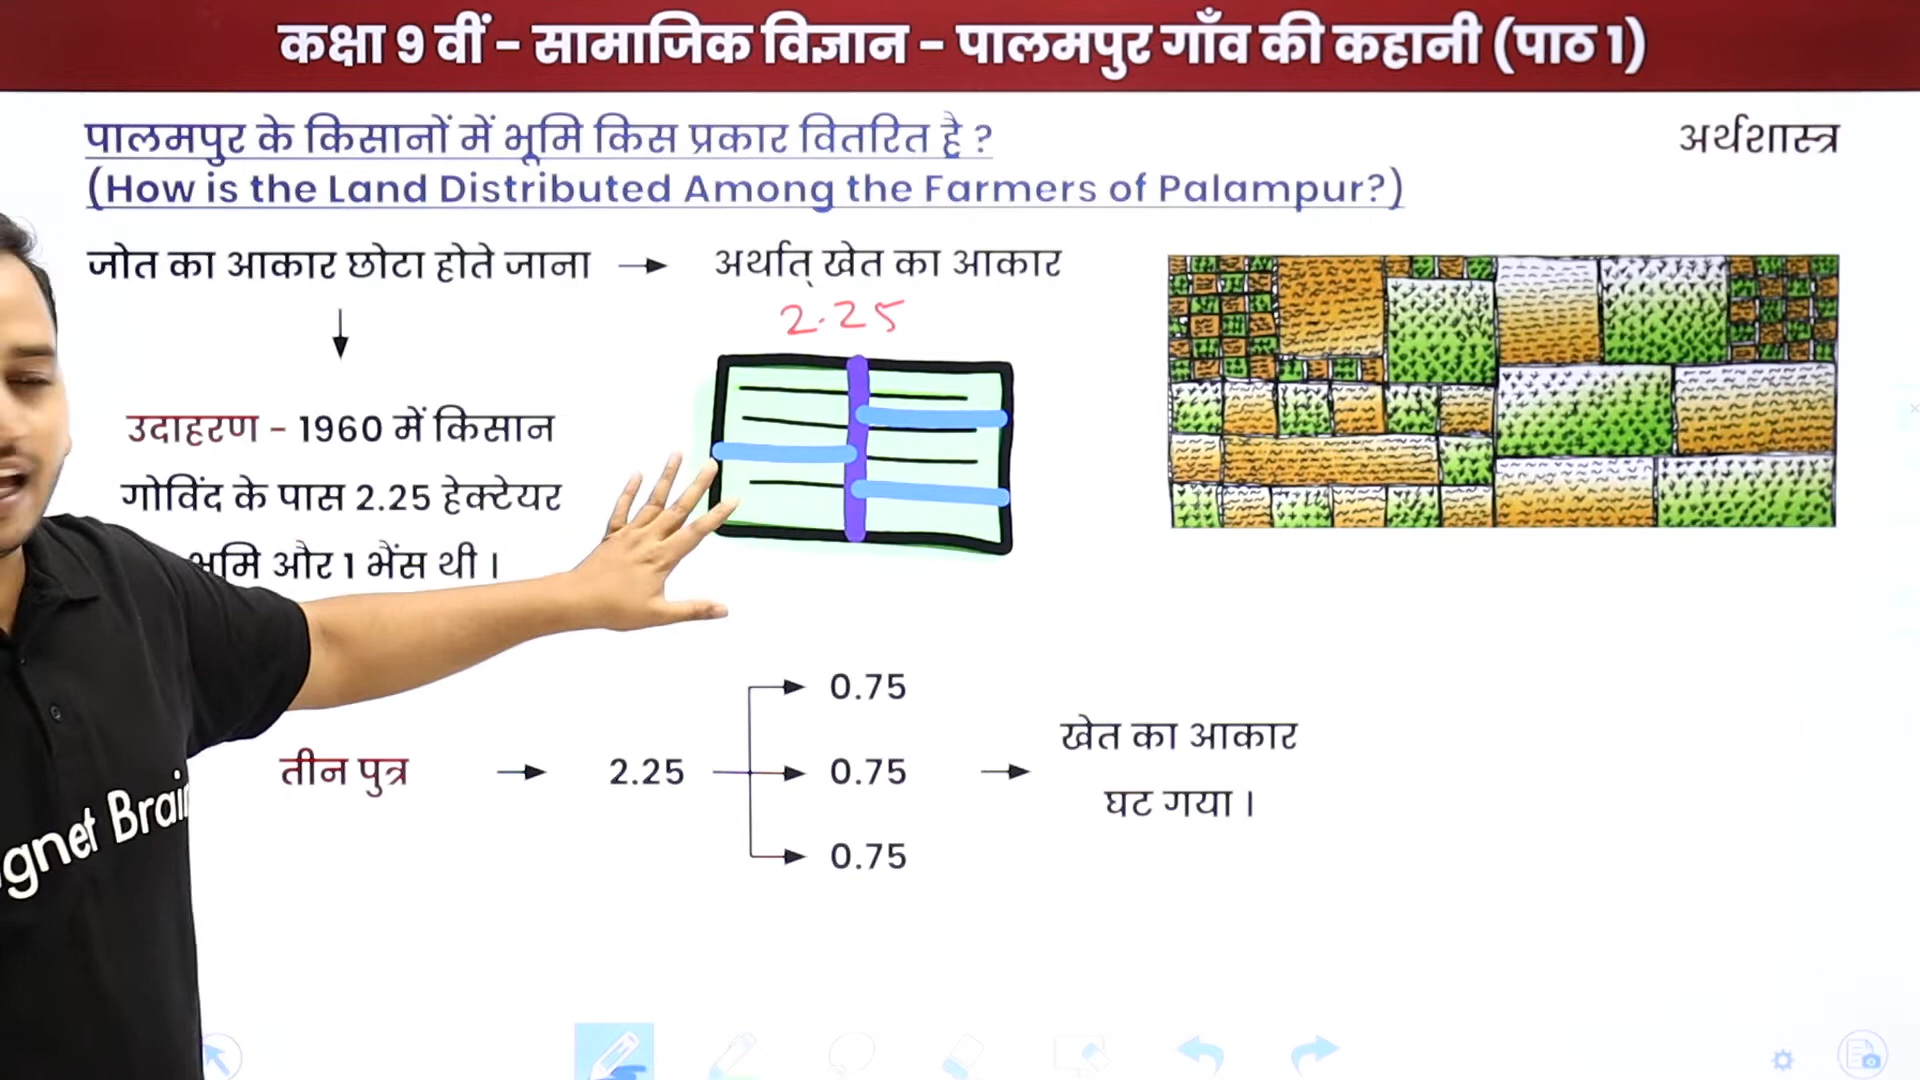 कक्षा 9 वीं – सामाजिक विज्ञान – पालमपुर गाँव की कहानी (पाठ 1)
पालमपुर के किसानों में भूमि किस प्रकार वितरित है ?
अर्थशास्त्र
(How is the Land Distributed Among the Farmers of Palampur?)
जोत का आकार छोटा होते जाना → अर्थात् खेत का आकार
2.25
उदाहरण – 1960 में किसान
गोविंद के पास 2.25 हेक्टेयर
भूमि और 1 भैंस थी ।
0.75
तीन पुत्र → 2.25 → 0.75 →
खेत का आकार
घट गया ।
0.75
gnet Brain